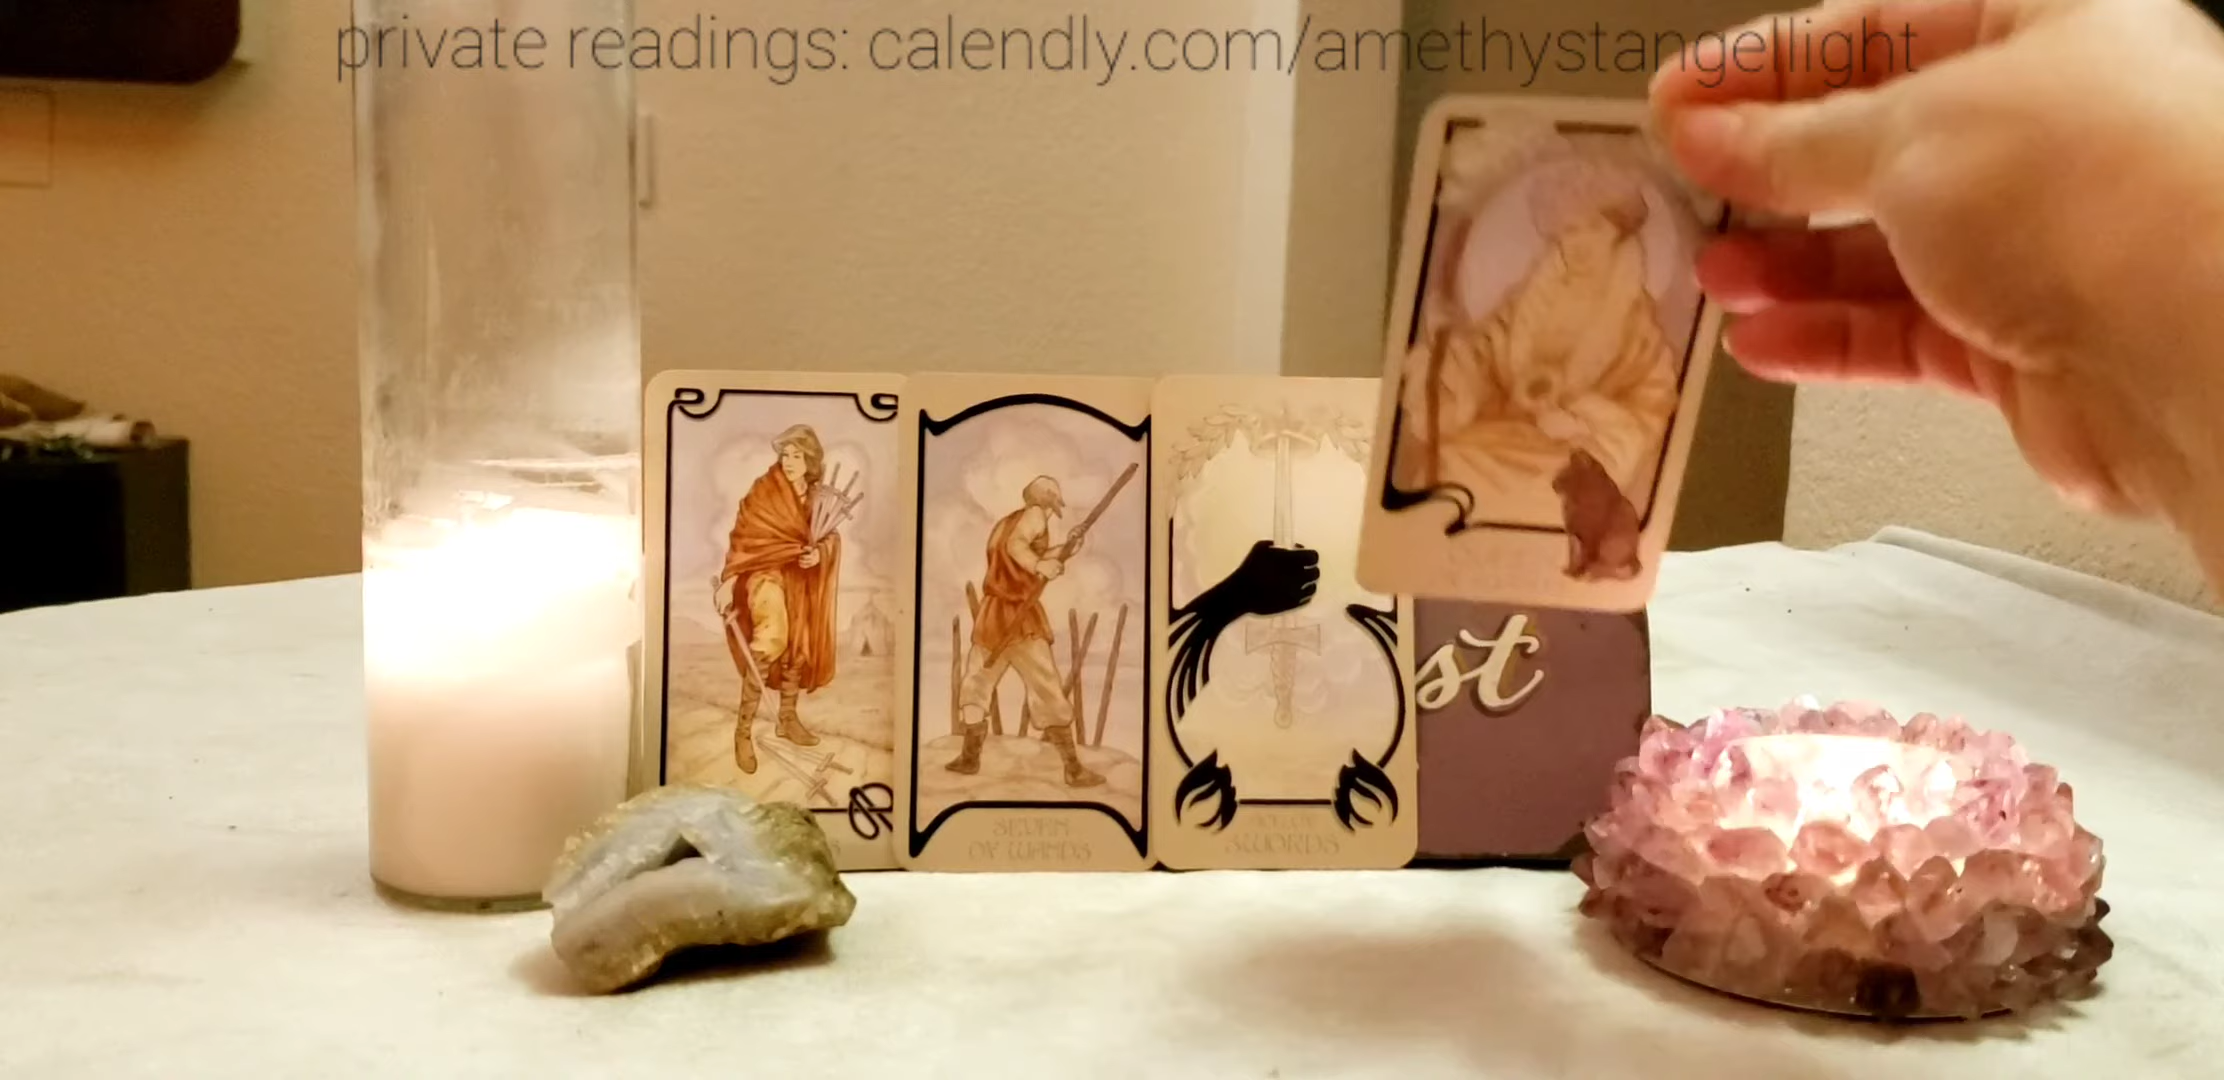 private readings: calendly.com/amethystangellight
st
SEVEN
OF WANDS
SWORDS